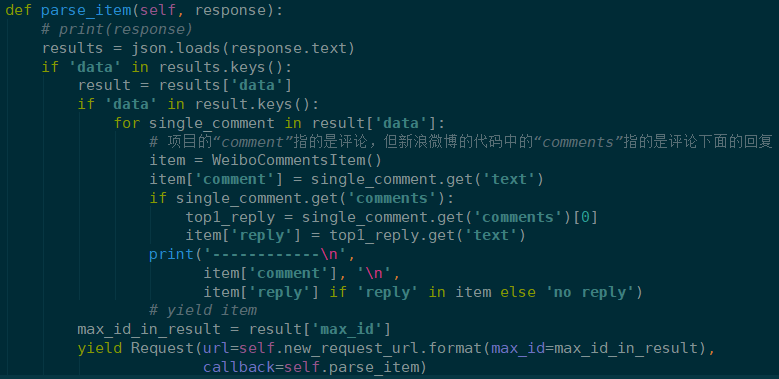 def parse_item(self, response):
    # print(response)
    results = json.loads(response.text)
    if 'data' in results.keys():
        result = results['data']
        if 'data' in result.keys():
            for single_comment in result['data']:
                # 项目的“comment”指的是评论，但新浪微博的代码中的“comments”指的是评论下面的回复
                item = WeiboCommentsItem()
                item['comment'] = single_comment.get('text')
                if single_comment.get('comments'):
                    top1_reply = single_comment.get('comments')[0]
                    item['reply'] = top1_reply.get('text')
                print('------------\n',
                      item['comment'], '\n',
                      item['reply'] if 'reply' in item else 'no reply')
                # yield item
        max_id_in_result = result['max_id']
        yield Request(url=self.new_request_url.format(max_id=max_id_in_result),
                      callback=self.parse_item)